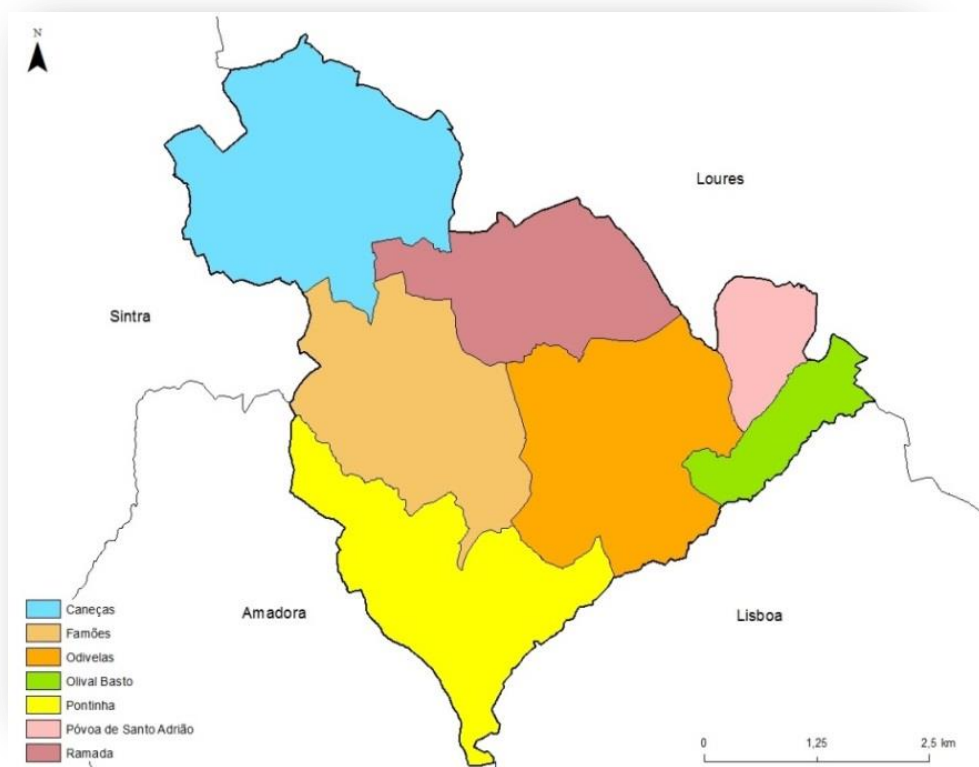 N
Loures
Sintra
Amadora
Lisboa
Caneças
Famões
Odivelas
Olival Basto
Pontinha
Póvoa de Santo Adrião
Ramada
0 1,25 2,5 km